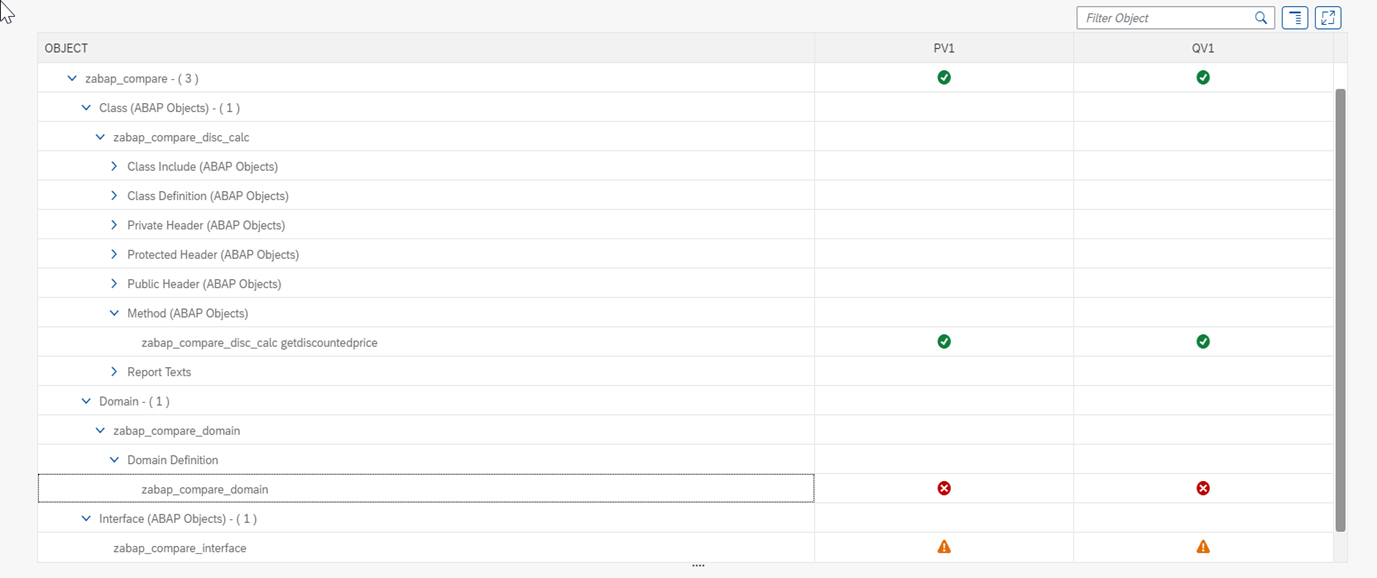 Filter Object
OBJECT PV1 QV1
zabap_compare - ( 3 )
Class (ABAP Objects) - ( 1 )
zabap_compare_disc_calc
Class Include (ABAP Objects)
Class Definition (ABAP Objects)
Private Header (ABAP Objects)
Protected Header (ABAP Objects)
Public Header (ABAP Objects)
Method (ABAP Objects)
zabap_compare_disc_calc getdiscountedprice
Report Texts
Domain - ( 1 )
zabap_compare_domain
Domain Definition
zabap_compare_domain
Interface (ABAP Objects) - ( 1 )
zabap_compare_interface